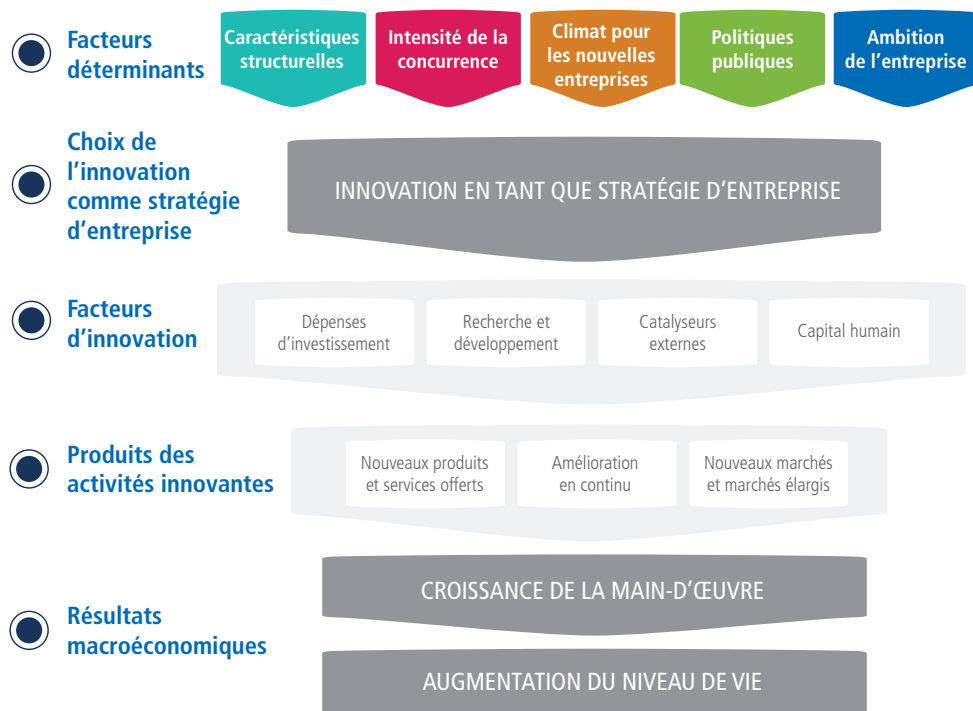 Facteurs
déterminants
Caractéristiques
structurelles
Intensité de la
concurrence
Climat pour
les nouvelles
entreprises
Politiques
publiques
Ambition
de l'entreprise
Choix de
l'innovation
comme stratégie
d'entreprise
INNOVATION EN TANT QUE STRATÉGIE D'ENTREPRISE
Facteurs
d'innovation
Dépenses
d'investissement
Recherche et
développement
Catalyseurs
externes
Capital humain
Produits des
activités innovantes
Nouveaux produits
et services offerts
Amélioration
en continu
Nouveaux marchés
et marchés élargis
Résultats
macroéconomiques
CROISSANCE DE LA MAIN-D'ŒUVRE
AUGMENTATION DU NIVEAU DE VIE